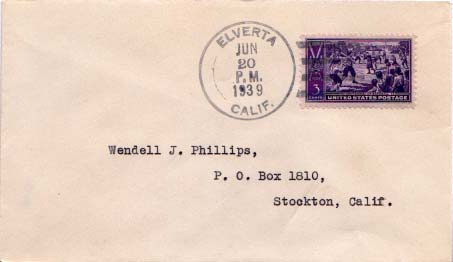 ELVERTA
JUN
20
P.M.
1939
CALIF.
3
CENTS
UNITED STATES POSTAGE
Wendell J. Phillips,
P. O. Box 1810,
Stockton, Calif.